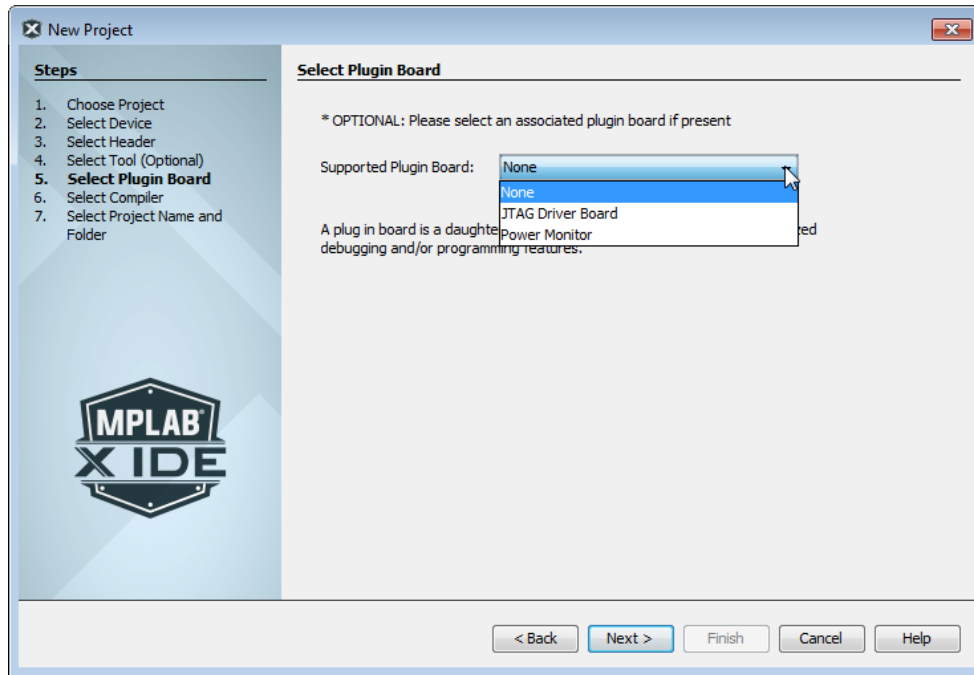 New Project
Steps
1. Choose Project
2. Select Device
3. Select Header
4. Select Tool (Optional)
5. Select Plugin Board
6. Select Compiler
7. Select Project Name and
Folder
MPLAB®
X IDE
Select Plugin Board
* OPTIONAL: Please select an associated plugin board if present
Supported Plugin Board: None
None
JTAG Driver Board
Power Monitor
A plug in board is a
debugging and/or programming features.
< Back Next > Finish Cancel Help